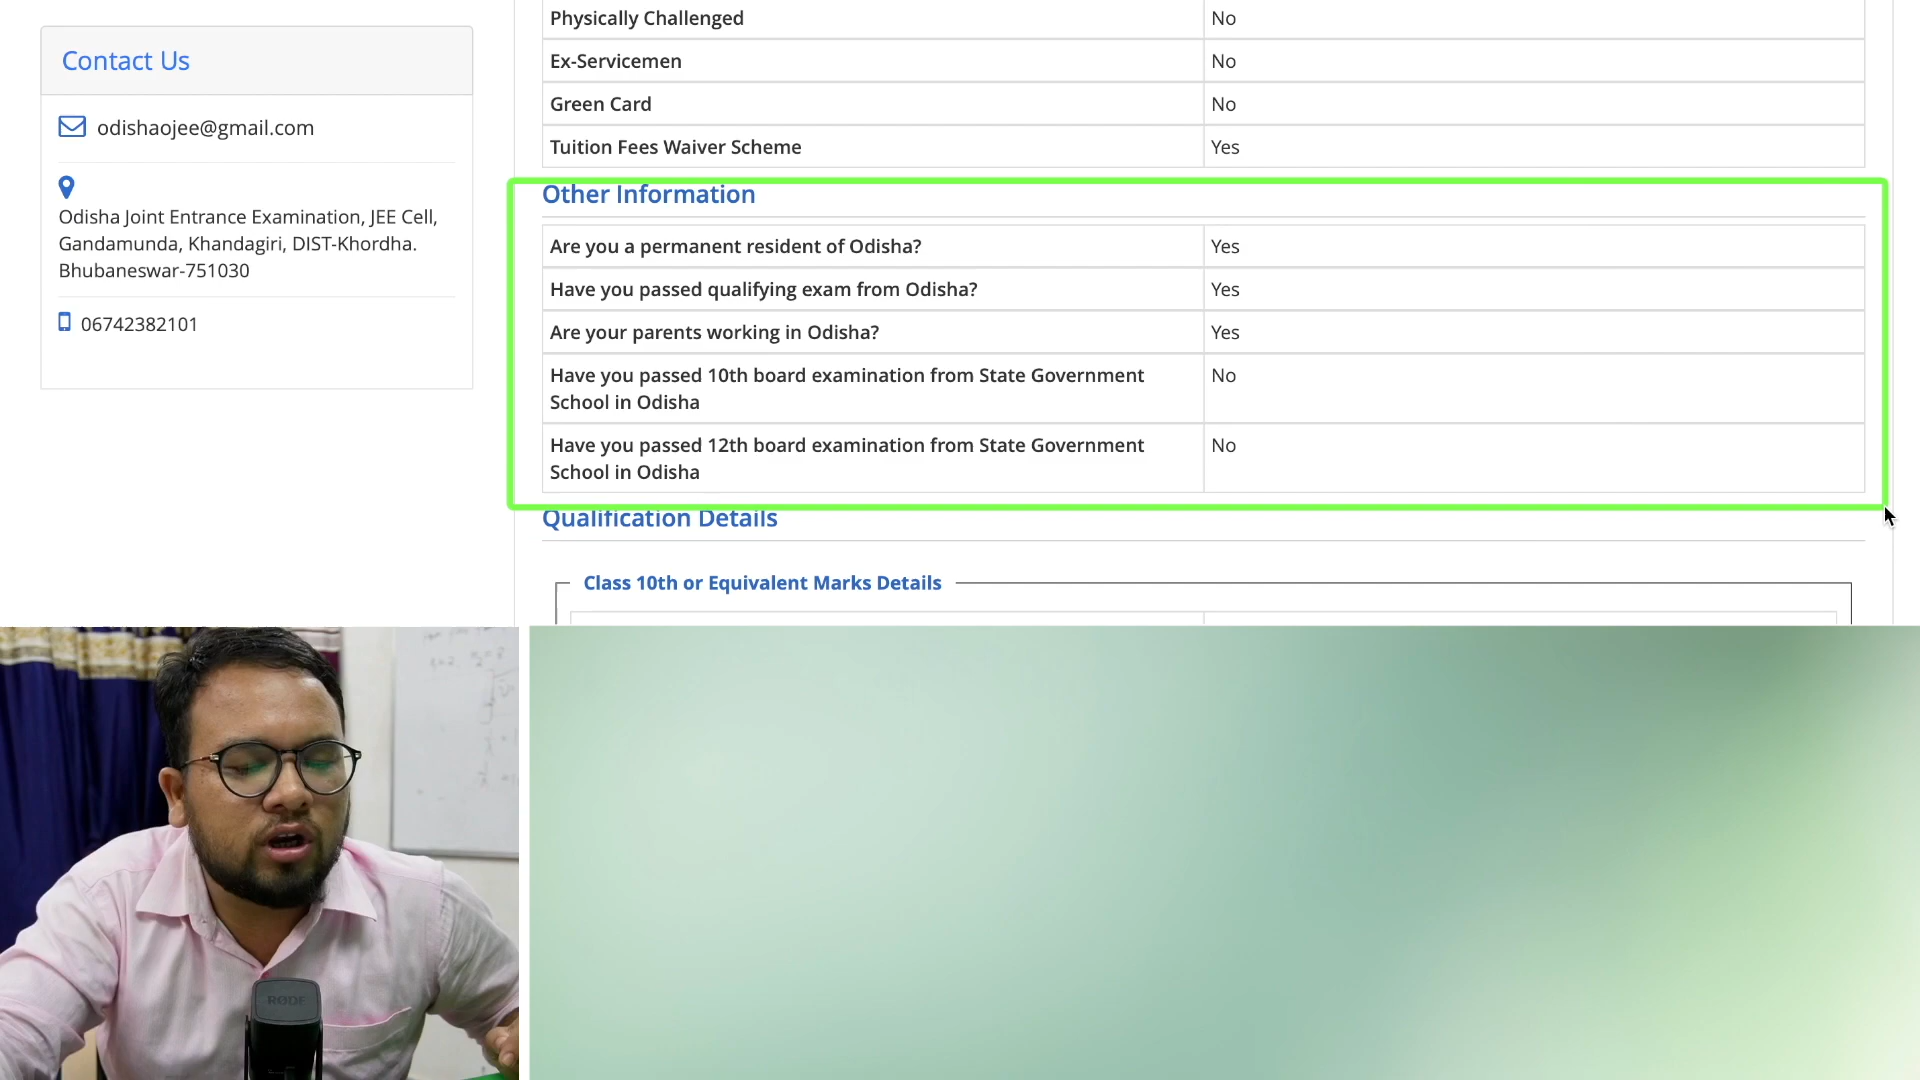 Contact Us
odishaojee@gmail.com
Odisha Joint Entrance Examination, JEE Cell,
Gandamunda, Khandagiri, DIST-Khordha.
Bhubaneswar-751030
06742382101
Physically Challenged No
Ex-Servicemen No
Green Card No
Tuition Fees Waiver Scheme Yes
Other Information
Are you a permanent resident of Odisha? Yes
Have you passed qualifying exam from Odisha? Yes
Are your parents working in Odisha? Yes
Have you passed 10th board examination from State Government No
School in Odisha
Have you passed 12th board examination from State Government No
School in Odisha
Qualification Details
Class 10th or Equivalent Marks Details
RØDE